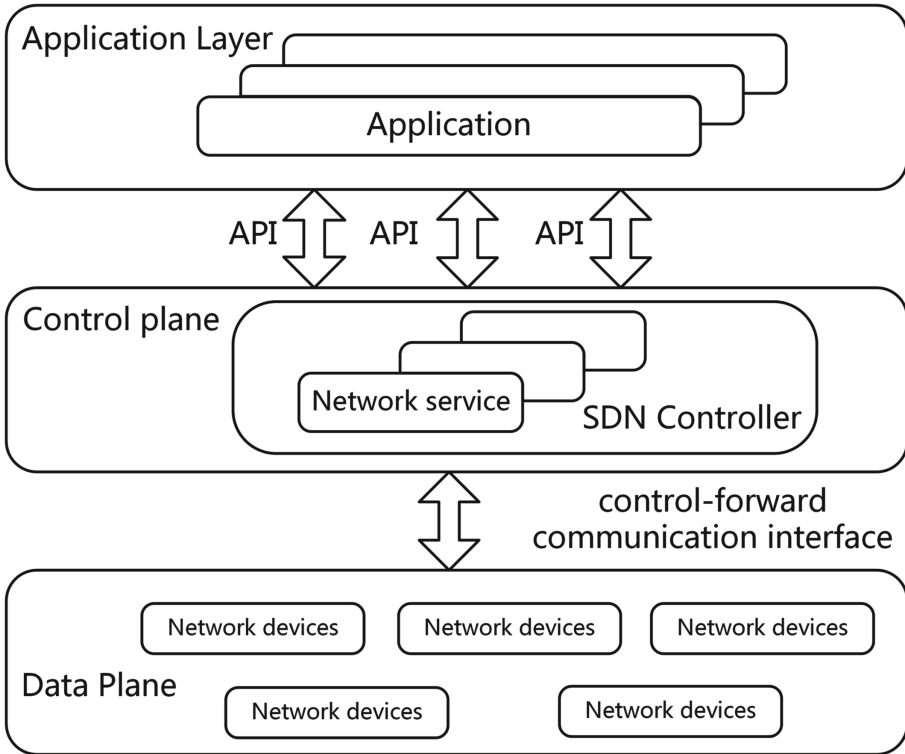 Application Layer
Application
API
API
API
Control plane
Network service
SDN Controller
control-forward
communication interface
Network devices
Network devices
Network devices
Data Plane
Network devices
Network devices